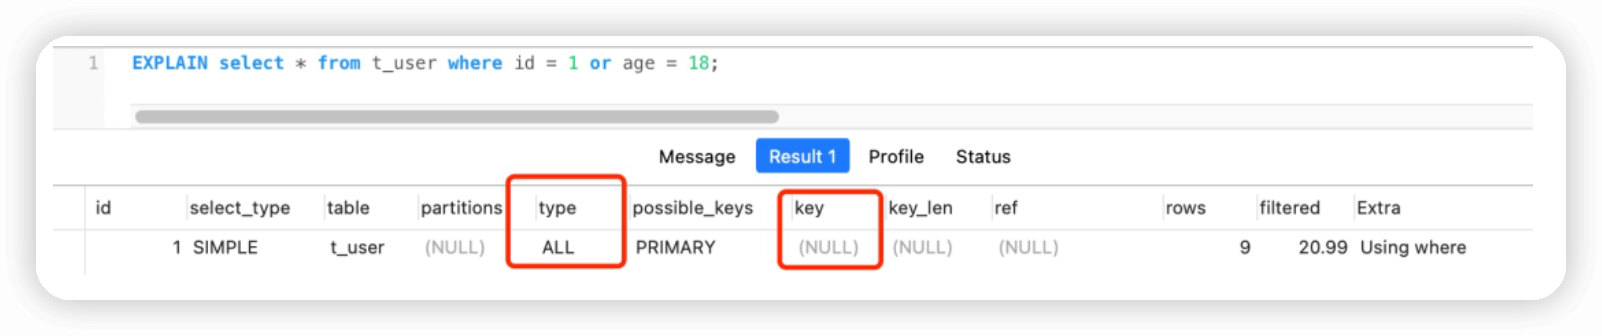 1 EXPLAIN select * from t_user where id = 1 or age = 18;
Message Result 1 Profile Status
id select_type table partitions type possible_keys key key_len ref rows filtered Extra
1 SIMPLE t_user (NULL) ALL PRIMARY (NULL) (NULL) (NULL) 9 20.99 Using where